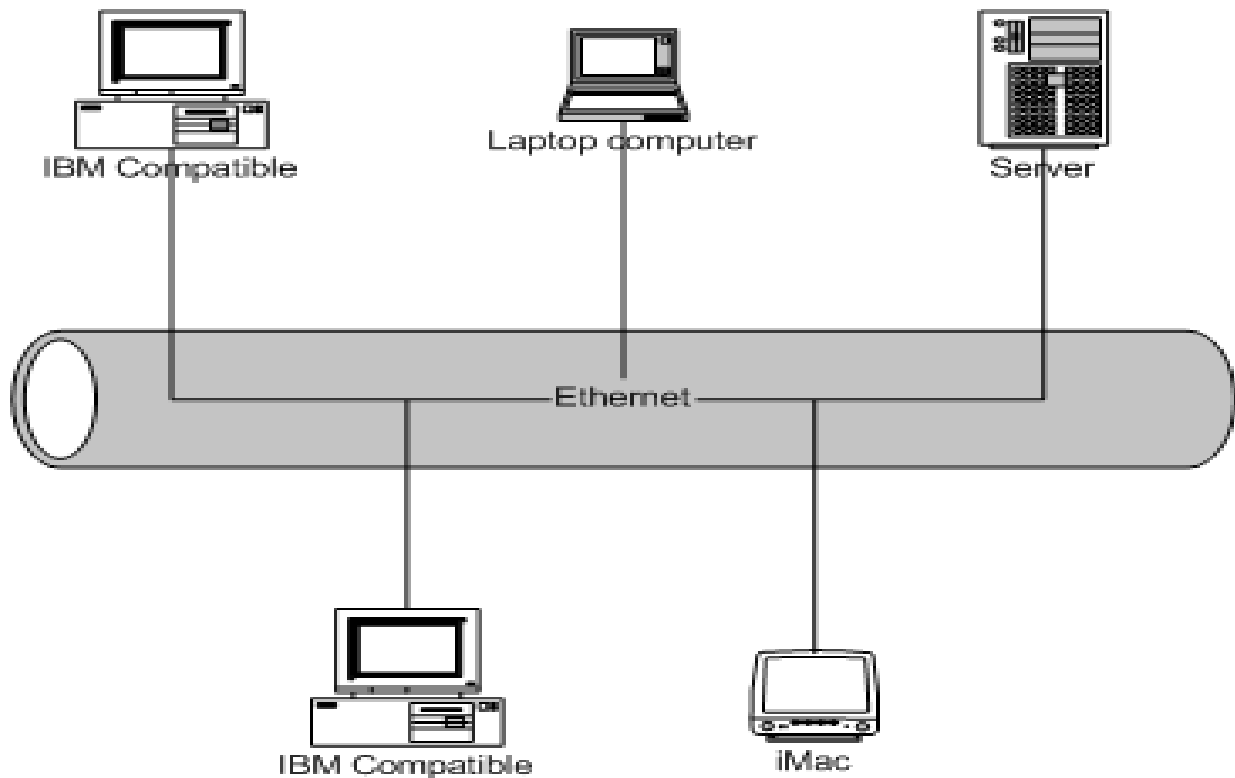 IBM Compatible
Laptop computer
Server
Ethernet
IBM Compatible
iMac